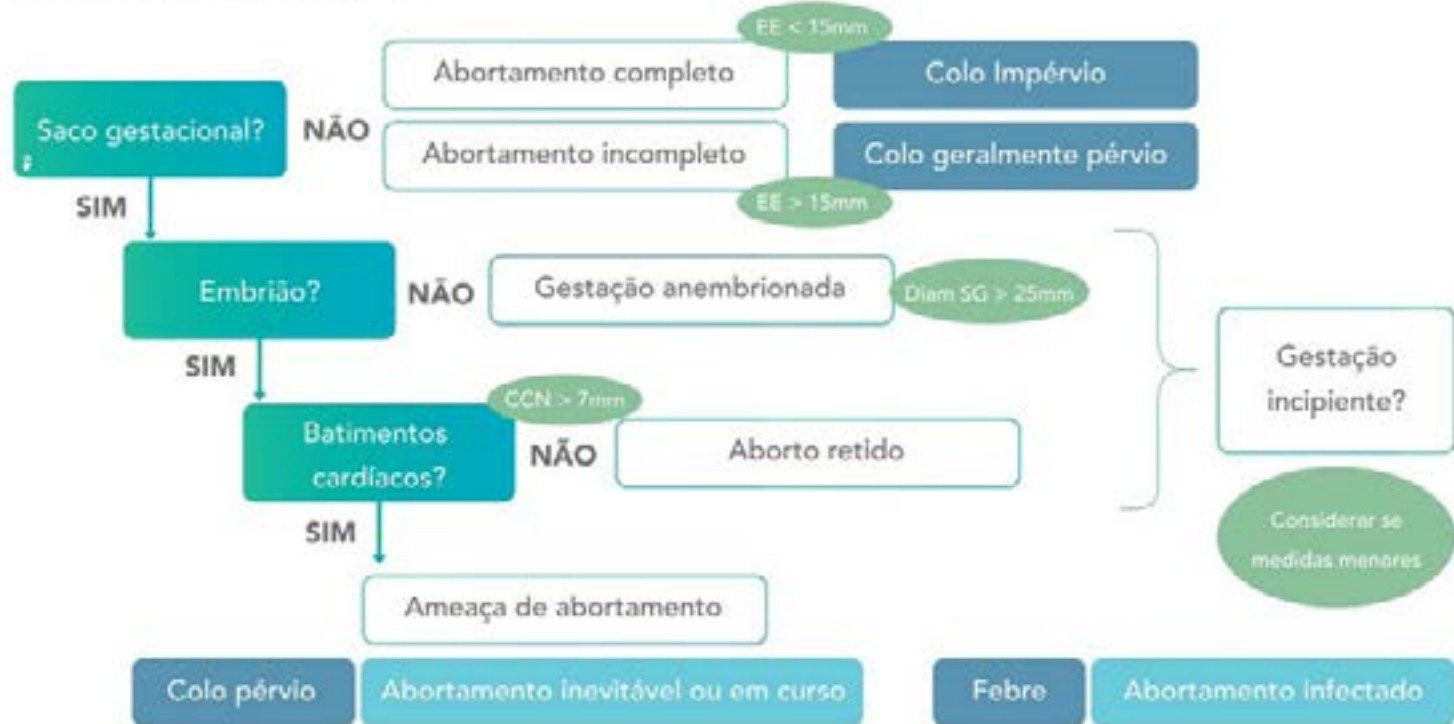 EE < 15mm
Abortamento completo
Colo Impérvio
Saco gestacional?
NÃO
Abortamento incompleto
Colo geralmente pérvio
EE > 15mm
SIM
Embrião?
NÃO
Gestação anembrionada
Diam SG > 25mm
SIM
CCN > 7mm
Batimentos
cardíacos?
NÃO
Aborto retido
Gestação
incipiente?
Considerar se
medidas menores
SIM
Ameaça de abortamento
Colo pérvio
Abortamento inevitável ou em curso
Febre
Abortamento infectado